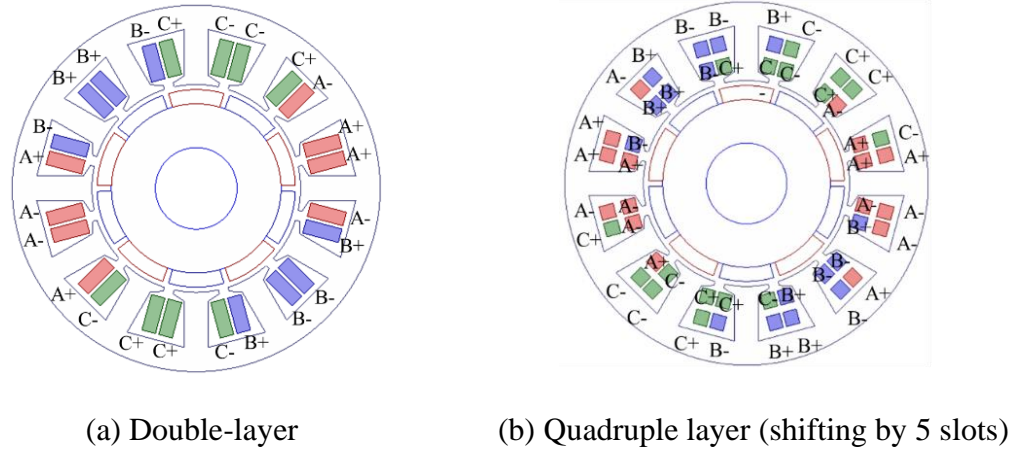 B- C+
C- C-
B+
B+
C+
A-
B-
A+
A+
A+
A-
A-
A-
B+
A+
C-
B-
B-
C+
C+
C-
B+
B- B-
B+
C-
B+
A-
B- C+
C C-
C+
C+
B+
B+
C+
A-
A+
A+
B-
A+
A+
A+
C-
A+
A-
C+
A-
A-
A-
B+
A-
A-
C-
A+
C-
B-
B-
A+
B-
C+ C+
C- B+
C+
B-
B+ B+
-
(a) Double-layer
(b) Quadruple layer (shifting by 5 slots)